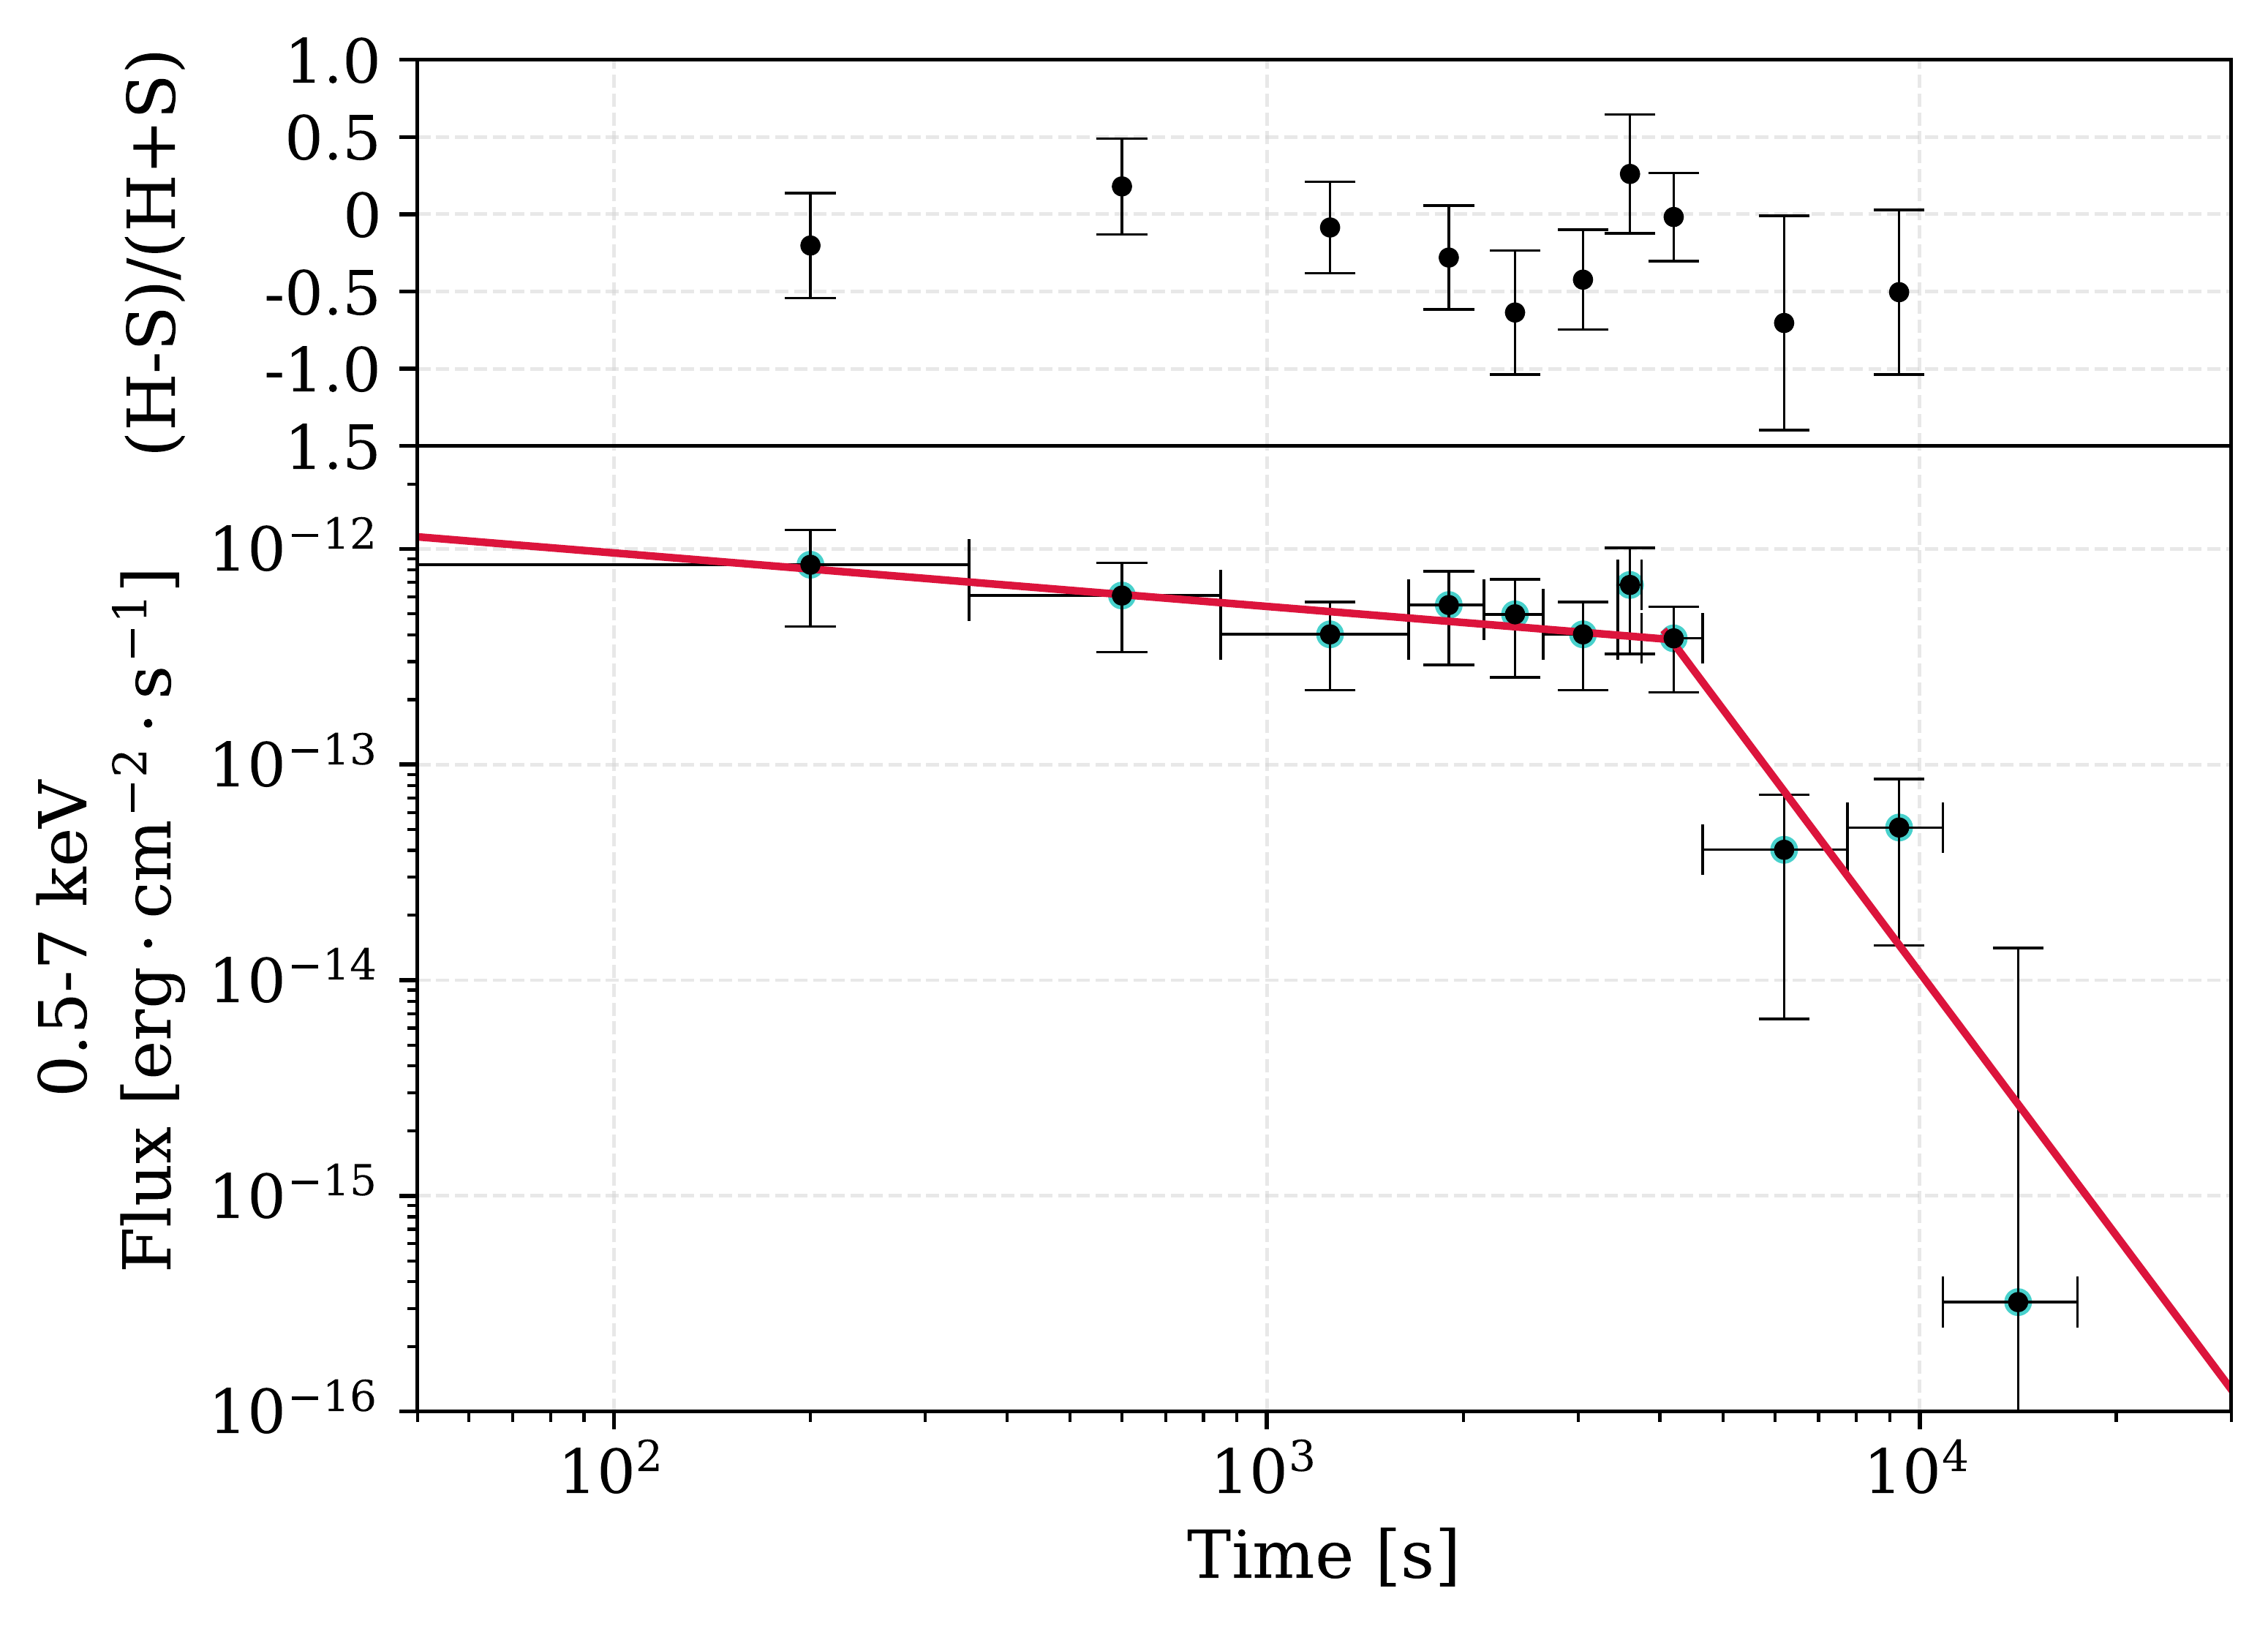 (H-S)/(H+S)
1.0
0.5
0
-0.5
-1.0
1.5
0.5-7 keV
Flux [erg · cm⁻² · s⁻¹]
10⁻¹²
10⁻¹³
10⁻¹⁴
10⁻¹⁵
10⁻¹⁶
10² 10³ 10⁴
Time [s]